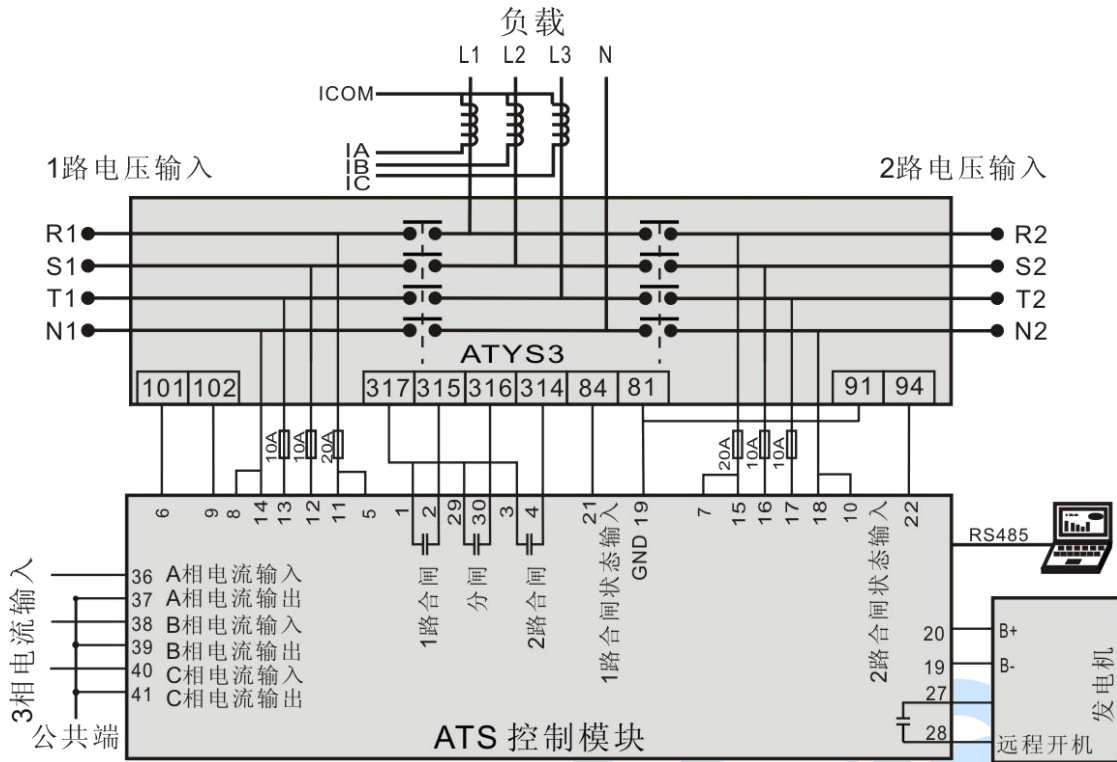 负载
L1 L2 L3 N
ICOM
IA
IB
IC
1路电压输入
2路电压输入
R1
R2
S1
S2
T1
T2
N1
N2
ATYS3
101 102 317 315 316 314 84 81 91 94
10A 10A 20A 20A 10A 10A
6 9 8 14 13 12 11 5 1 2 29 30 3 4 21 19 7 15 16 17 18 10 22
1路合闸
分闸
2路合闸
1路合闸状态输入
GND
2路合闸状态输入
RS485
3相电流输入
36 A相电流输入
37 A相电流输出
38 B相电流输入
39 B相电流输出
40 C相电流输入
41 C相电流输出
公共端
ATS 控制模块
20 B+
19 B-
27
28 远程开机
发电机